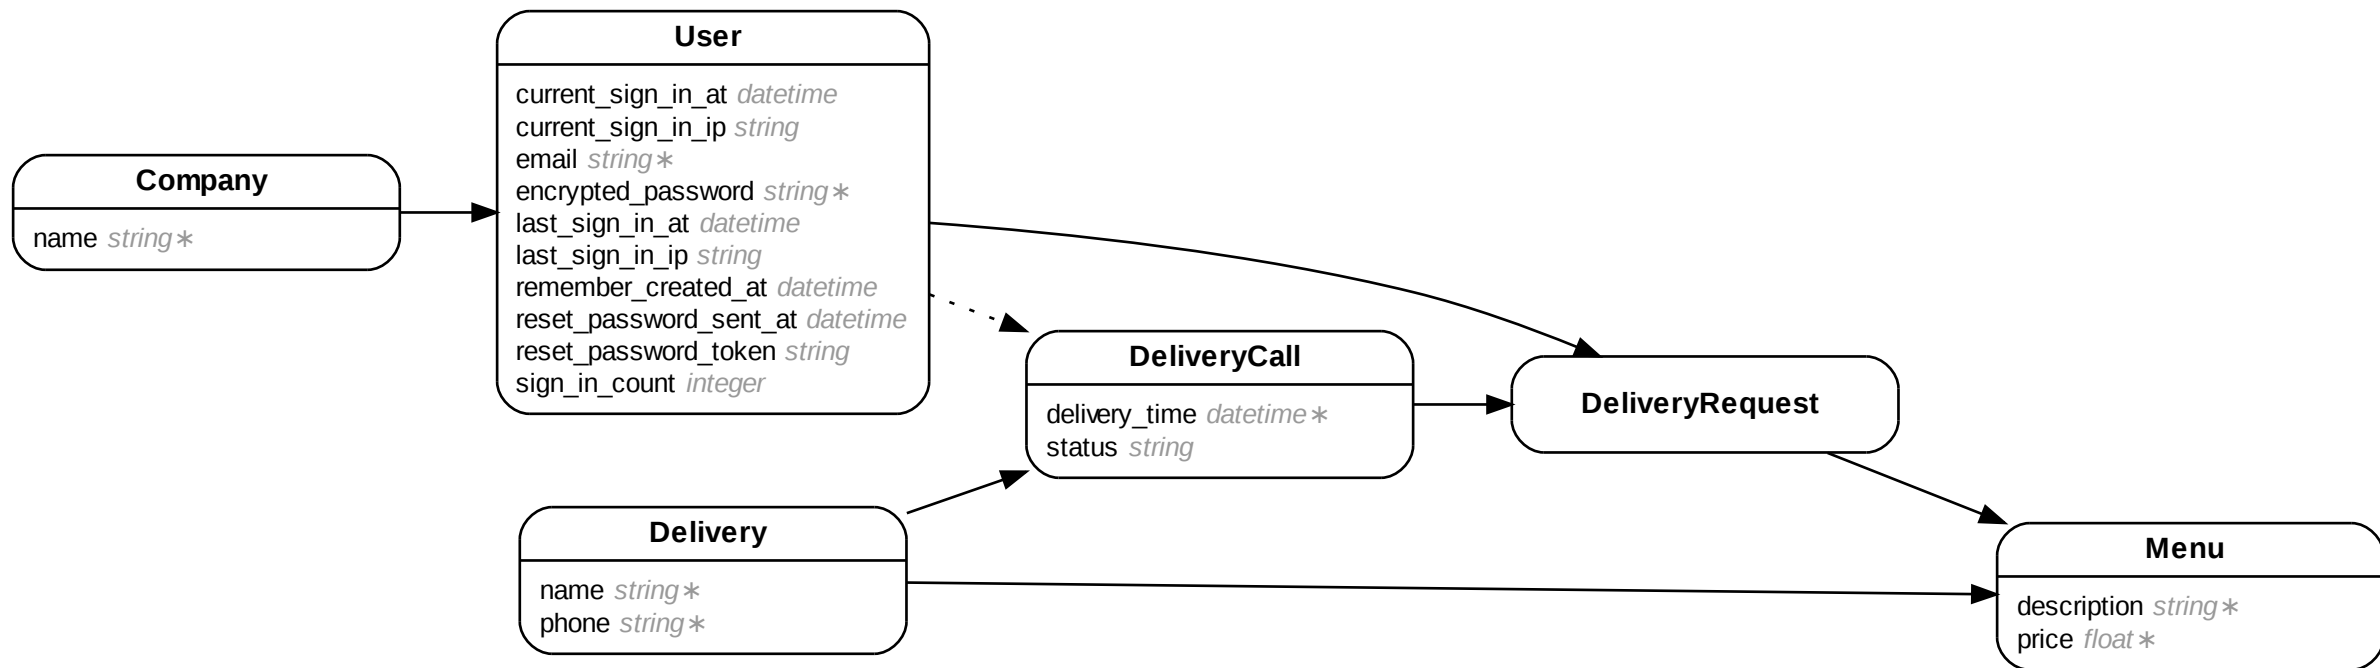 User
current_sign_in_at datetime
current_sign_in_ip string
email string∗
encrypted_password string∗
last_sign_in_at datetime
last_sign_in_ip string
remember_created_at datetime
reset_password_sent_at datetime
reset_password_token string
sign_in_count integer
Company
name string∗
DeliveryCall
delivery_time datetime∗
status string
DeliveryRequest
Delivery
name string∗
phone string∗
Menu
description string∗
price float∗